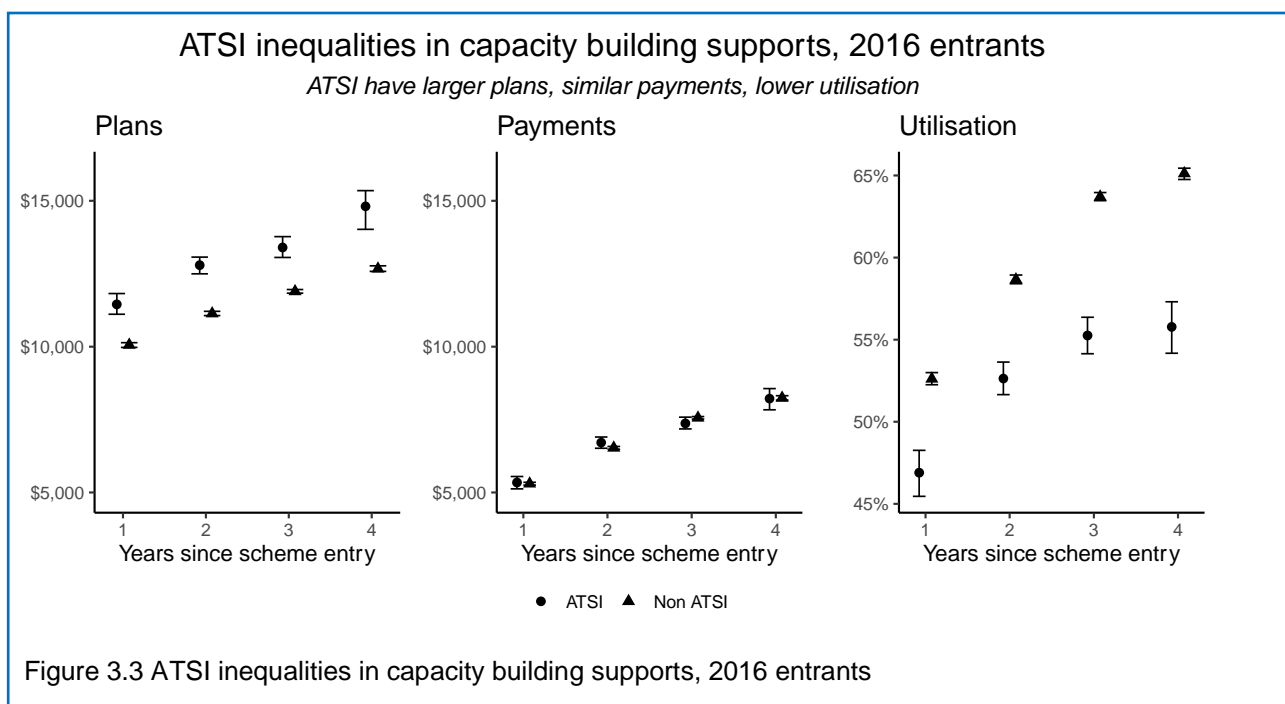 ATSI inequalities in capacity building supports, 2016 entrants
ATSI have larger plans, similar payments, lower utilisation
Plans
$15,000
$10,000
$5,000
1 2 3 4
Years since scheme entry
Payments
$15,000
$10,000
$5,000
1 2 3 4
Years since scheme entry
Utilisation
65%
60%
55%
50%
45%
1 2 3 4
Years since scheme entry
ATSI Non ATSI
Figure 3.3 ATSI inequalities in capacity building supports, 2016 entrants